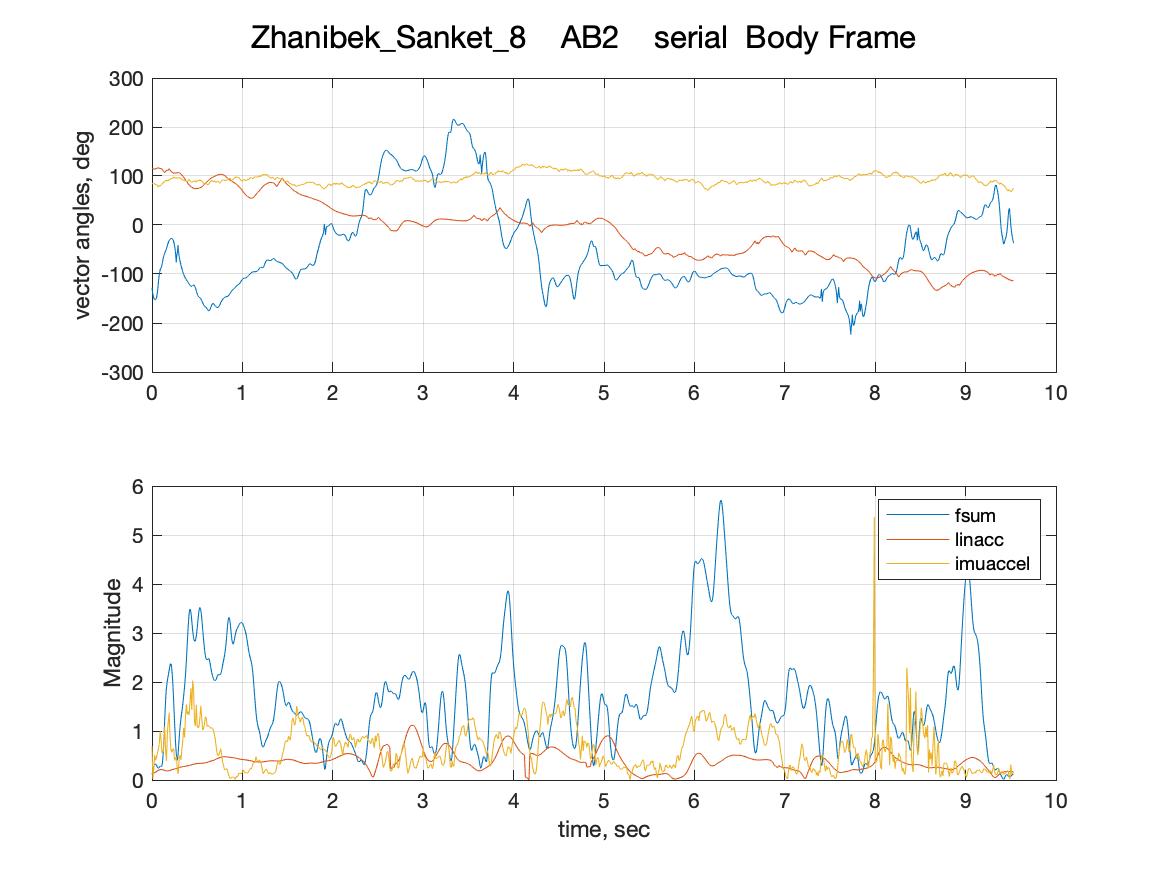 Zhanibek_Sanket_8 AB2 serial Body Frame
300
200
100
0
-100
-200
-300
vector angles, deg
0 1 2 3 4 5 6 7 8 9 10
6
5
4
3
2
1
0
Magnitude
fsum
linacc
imuaccel
0 1 2 3 4 5 6 7 8 9 10
time, sec